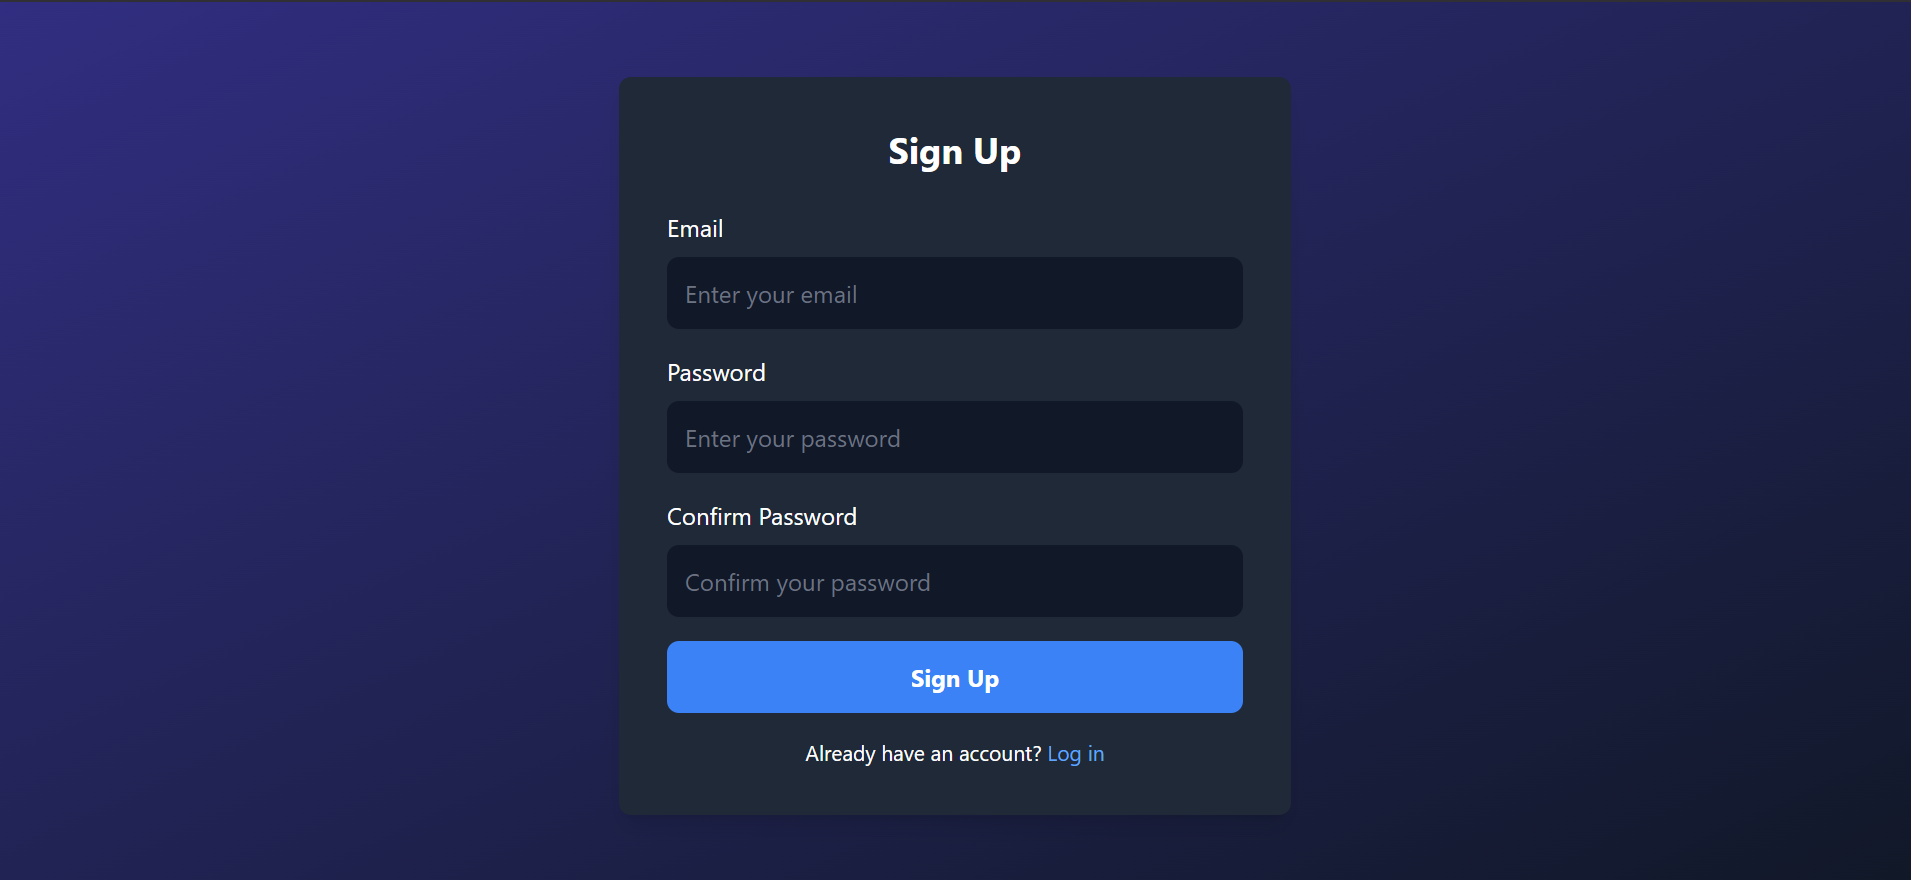 Sign Up
Email
Enter your email
Password
Enter your password
Confirm Password
Confirm your password
Sign Up
Already have an account? Log in